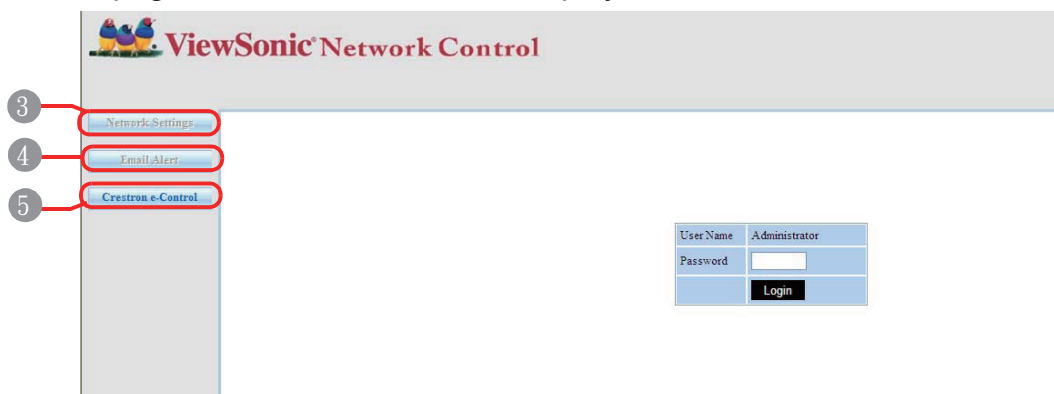 ViewSonic® Network Control
3
Network Settings
4
Email Alert
5
Crestron e-Control
User Name Administrator
Password
Login